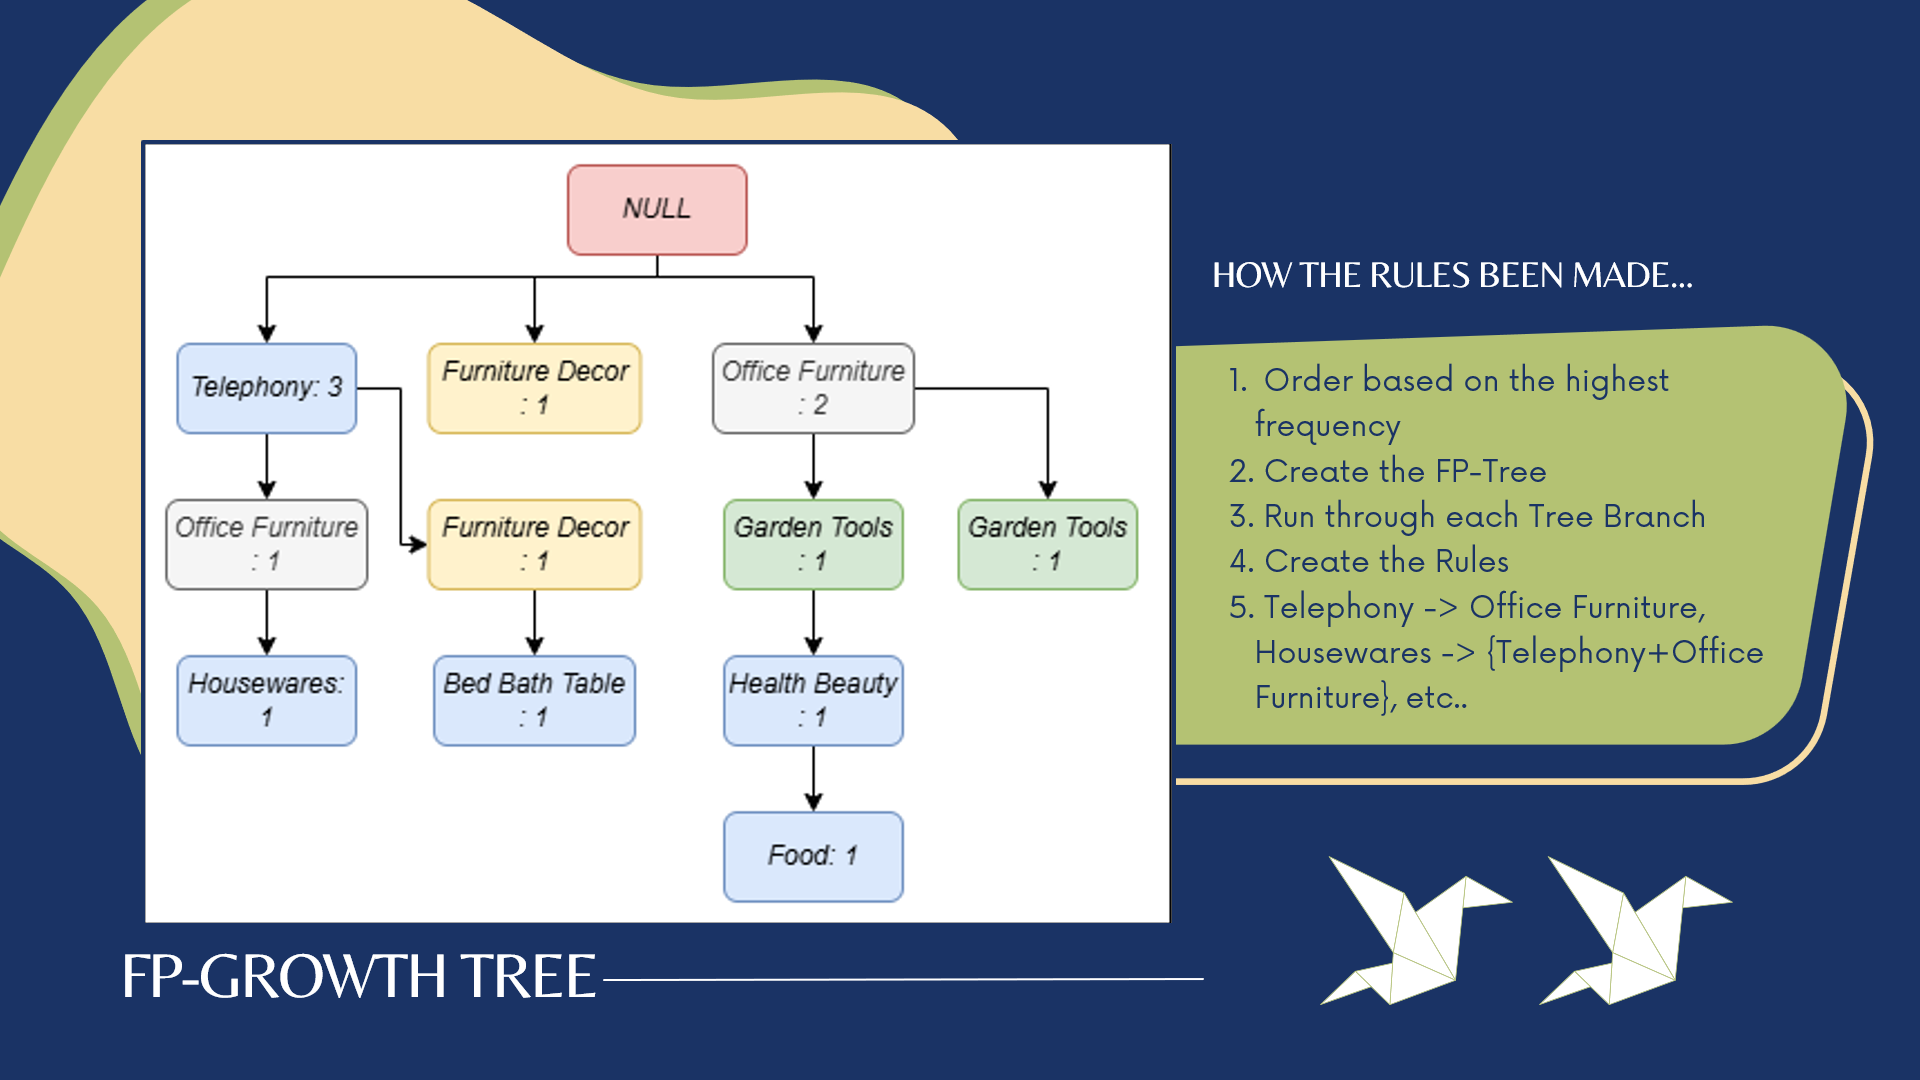 NULL
Telephony: 3
Furniture Decor
: 1
Office Furniture
: 2
Office Furniture
: 1
Furniture Decor
: 1
Garden Tools
: 1
Garden Tools
: 1
Housewares:
1
Bed Bath Table
: 1
Health Beauty
: 1
Food: 1
HOW THE RULES BEEN MADE...
1. Order based on the highest
frequency
2. Create the FP-Tree
3. Run through each Tree Branch
4. Create the Rules
5. Telephony -> Office Furniture,
Housewares -> {Telephony+Office
Furniture}, etc..
FP-GROWTH TREE